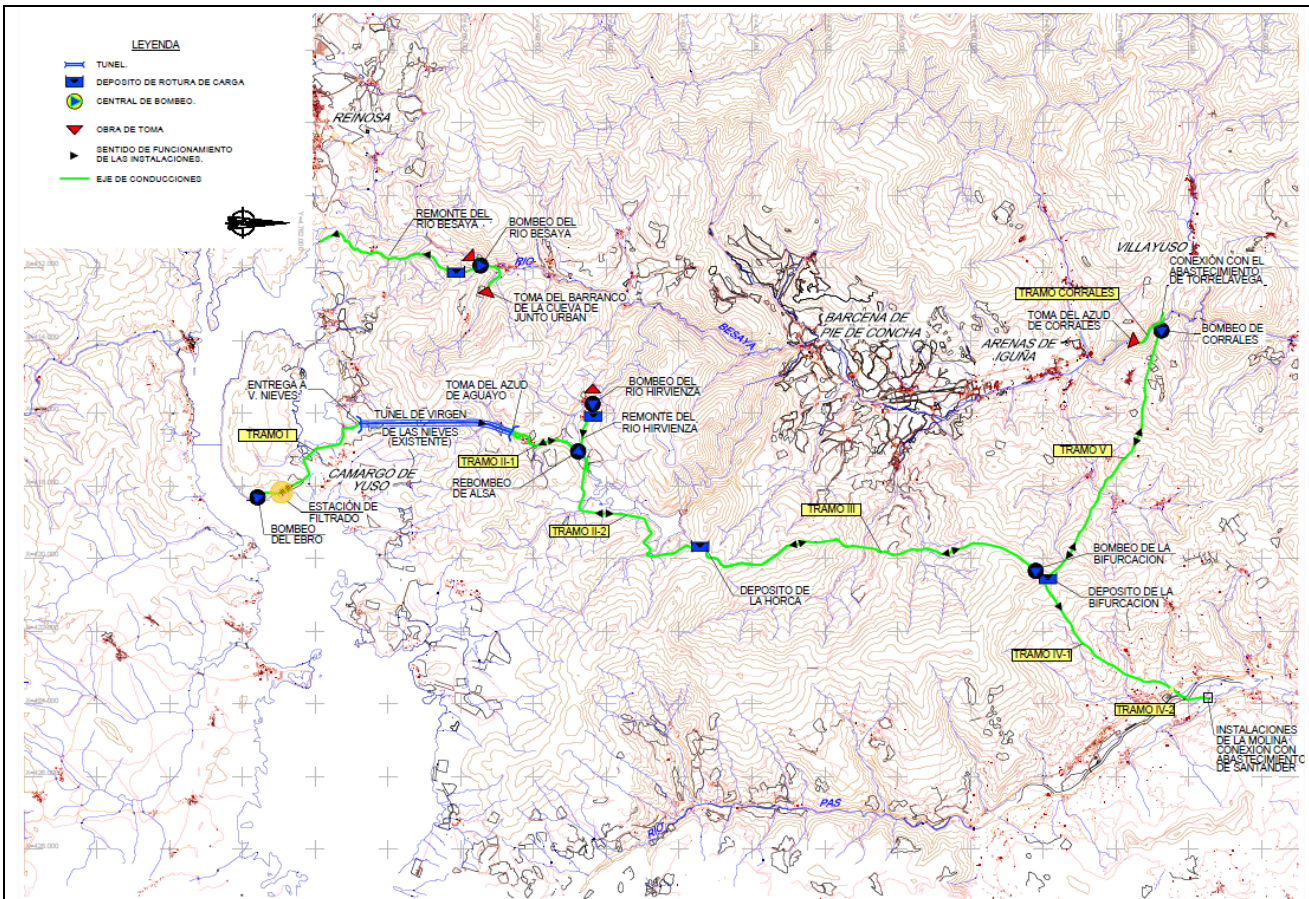 LEYENDA
TUNEL.
DEPOSITO DE ROTURA DE CARGA
CENTRAL DE BOMBEO.
OBRA DE TOMA
SENTIDO DE FUNCIONAMIENTO
DE LAS INSTALACIONES.
EJE DE CONDUCCIONES
REINOSA
REMONTE DEL
RIO BESAYA
BOMBEO DEL
RIO BESAYA
RIO
BESAYA
TOMA DEL BARRANCO
DE LA CUEVA DE
JUNTO URBAN
VILLAYUSO
CONEXIÓN CON EL
ABASTECIMIENTO
DE TORRELAVEGA
TRAMO CORRALES
TOMA DEL AZUD
DE CORRALES
BOMBEO DE
CORRALES
BARCENA DE
PIE DE CONCHA
ARENAS DE
IGUÑA
ENTREGA A
V. NIEVES
TOMA DEL AZUD
DE AGUAYO
BOMBEO DEL
RIO HIRVIENZA
REMONTE DEL
RIO HIRVIENZA
TUNEL DE VIRGEN
DE LAS NIEVES
(EXISTENTE)
TRAMO I
TRAMO II-1
REBOMBEO
DE ALSA
CAMARGO DE
YUSO
ESTACIÓN DE
FILTRADO
BOMBEO
DEL EBRO
TRAMO II-2
TRAMO III
TRAMO V
DEPOSITO DE
LA HORCA
BOMBEO DE LA
BIFURCACION
DEPOSITO DE LA
BIFURCACION
TRAMO IV-1
TRAMO IV-2
INSTALACIONES
DE LA MOLINA
CONEXION CON
ABASTECIMIENTO
DE SANTANDER
RIO
PAS